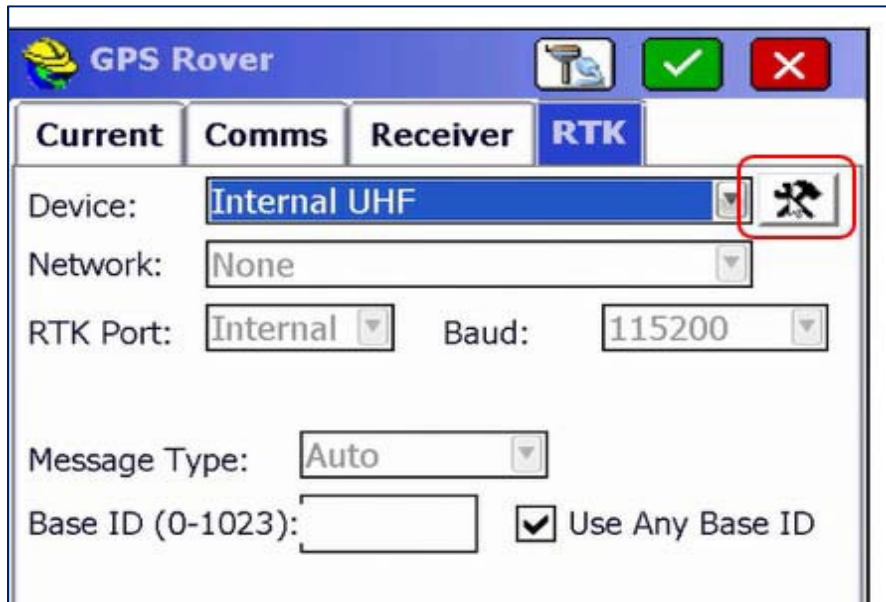 GPS Rover
Current Comms Receiver RTK
Device: Internal UHF
Network: None
RTK Port: Internal Baud: 115200
Message Type: Auto
Base ID (0-1023): Use Any Base ID